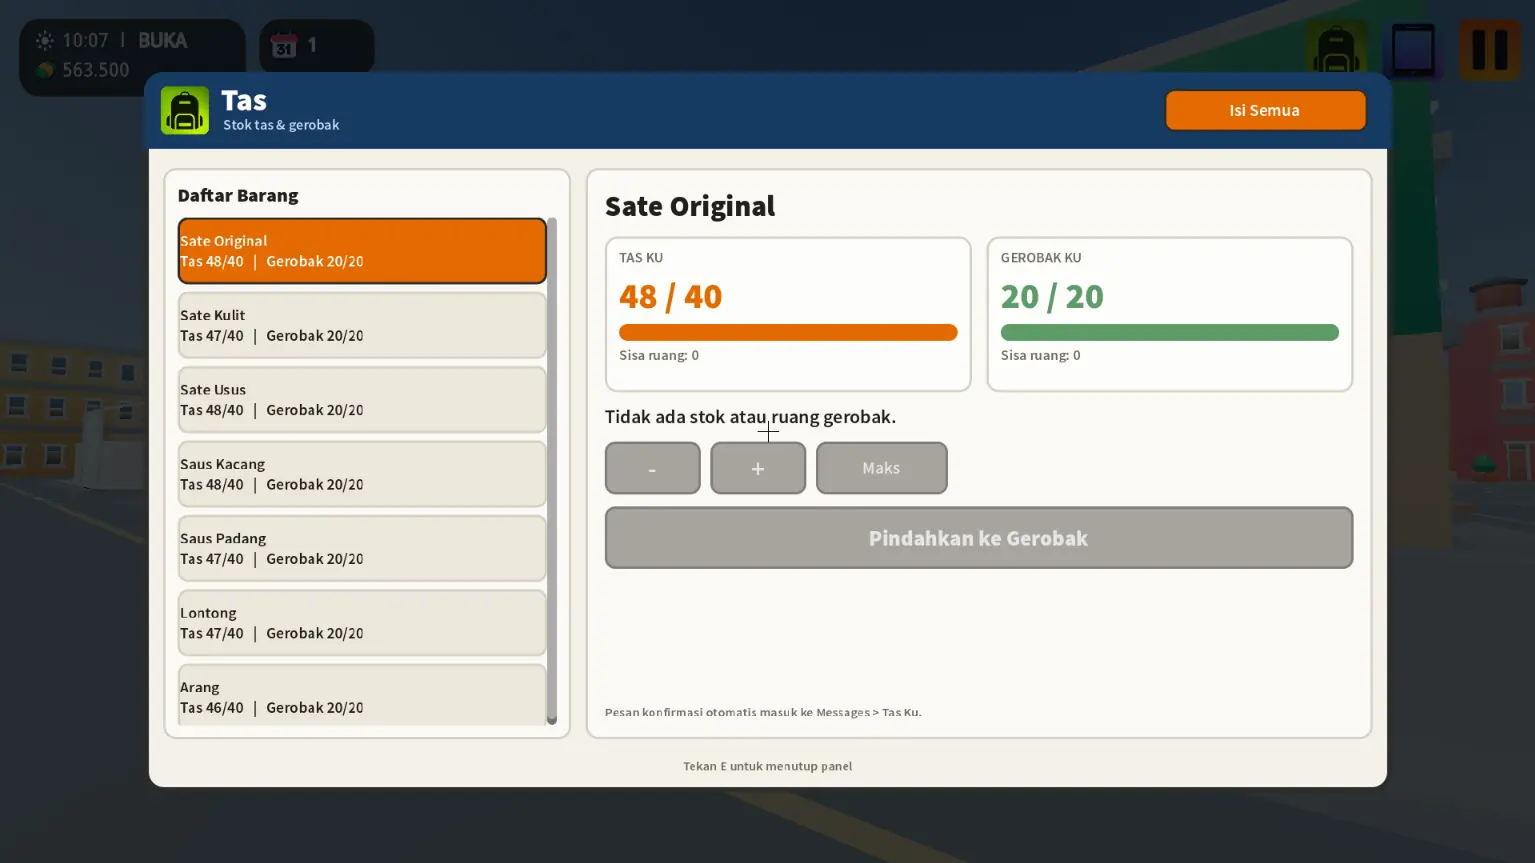 10:07 | BUKA
563.500
31
1
Tas
Stok tas & gerobak
Isi Semua
Daftar Barang
Sate Original
Tas 48/40 | Gerobak 20/20
Sate Kulit
Tas 47/40 | Gerobak 20/20
Sate Usus
Tas 48/40 | Gerobak 20/20
Saus Kacang
Tas 48/40 | Gerobak 20/20
Saus Padang
Tas 47/40 | Gerobak 20/20
Lontong
Tas 47/40 | Gerobak 20/20
Arang
Tas 46/40 | Gerobak 20/20
Sate Original
TAS KU
48 / 40
Sisa ruang: 0
GEROBAK KU
20 / 20
Sisa ruang: 0
Tidak ada stok atau ruang gerobak.
-
+
Maks
Pindahkan ke Gerobak
Pesan konfirmasi otomatis masuk ke Messages > Tas Ku.
Tekan E untuk menutup panel